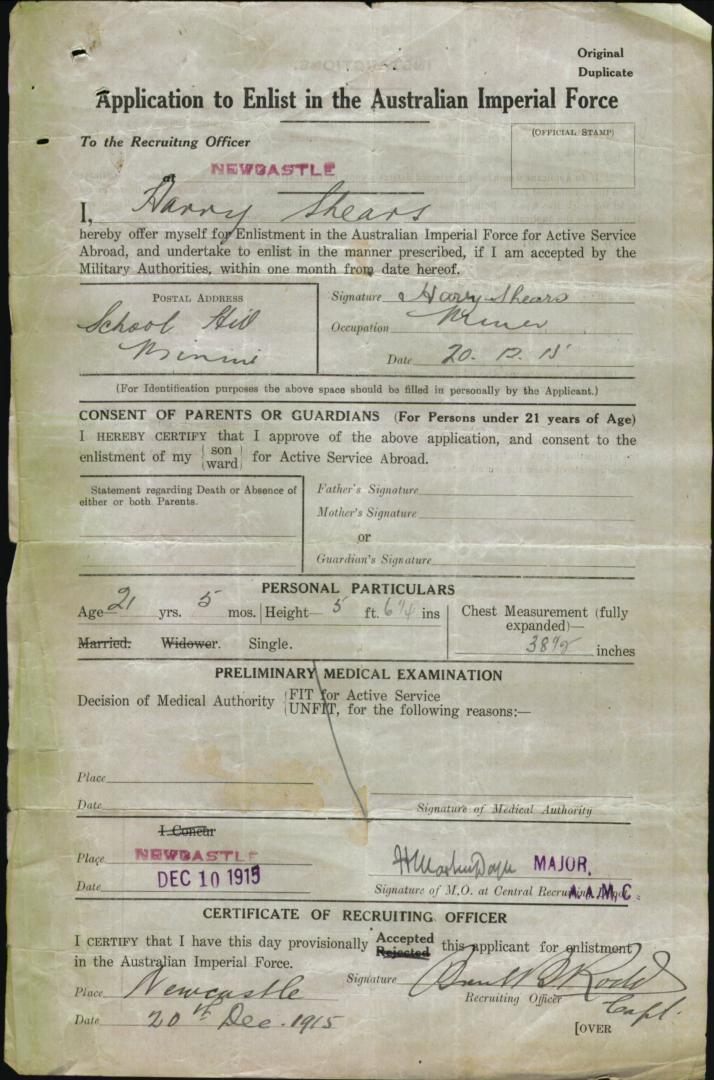 Original
Duplicate
Application to Enlist in the Australian Imperial Force
To the Recruiting Officer
(OFFICIAL STAMP)
at NEWCASTLE
I, Harry Shears
hereby offer myself for Enlistment in the Australian Imperial Force for Active Service
Abroad, and undertake to enlist in the manner prescribed, if I am accepted by the
Military Authorities, within one month from date hereof.
POSTAL ADDRESS
School Hill
Minmi
Signature Harry Shears
Occupation Miner
Date 20. 12. 15
(For Identification purposes the above space should be filled in personally by the Applicant.)
CONSENT OF PARENTS OR GUARDIANS (For Persons under 21 years of Age)
I HEREBY CERTIFY that I approve of the above application, and consent to the
enlistment of my { son ward } for Active Service Abroad.
Statement regarding Death or Absence of
either or both Parents.
Father's Signature
Mother's Signature
or
Guardian's Signature
PERSONAL PARTICULARS
Age 21 yrs. 5 mos. Height— 5 ft. 6 1/4 ins
Chest Measurement (fully
expanded)—
38 1/2 inches
Married. Widower. Single.
PRELIMINARY MEDICAL EXAMINATION
Decision of Medical Authority { FIT for Active Service
UNFIT, for the following reasons:—
Place
Date
Signature of Medical Authority
I Concur
Place NEWCASTLE
Date DEC 10 1915
MAJOR,
A.A.M.C.
Signature of M.O. at Central Recruiting Depot
CERTIFICATE OF RECRUITING OFFICER
I CERTIFY that I have this day provisionally Accepted Rejected this applicant for enlistment
in the Australian Imperial Force.
Signature
Recruiting Officer
Capt.
Place Newcastle
Date 20th Dec. 1915
[OVER